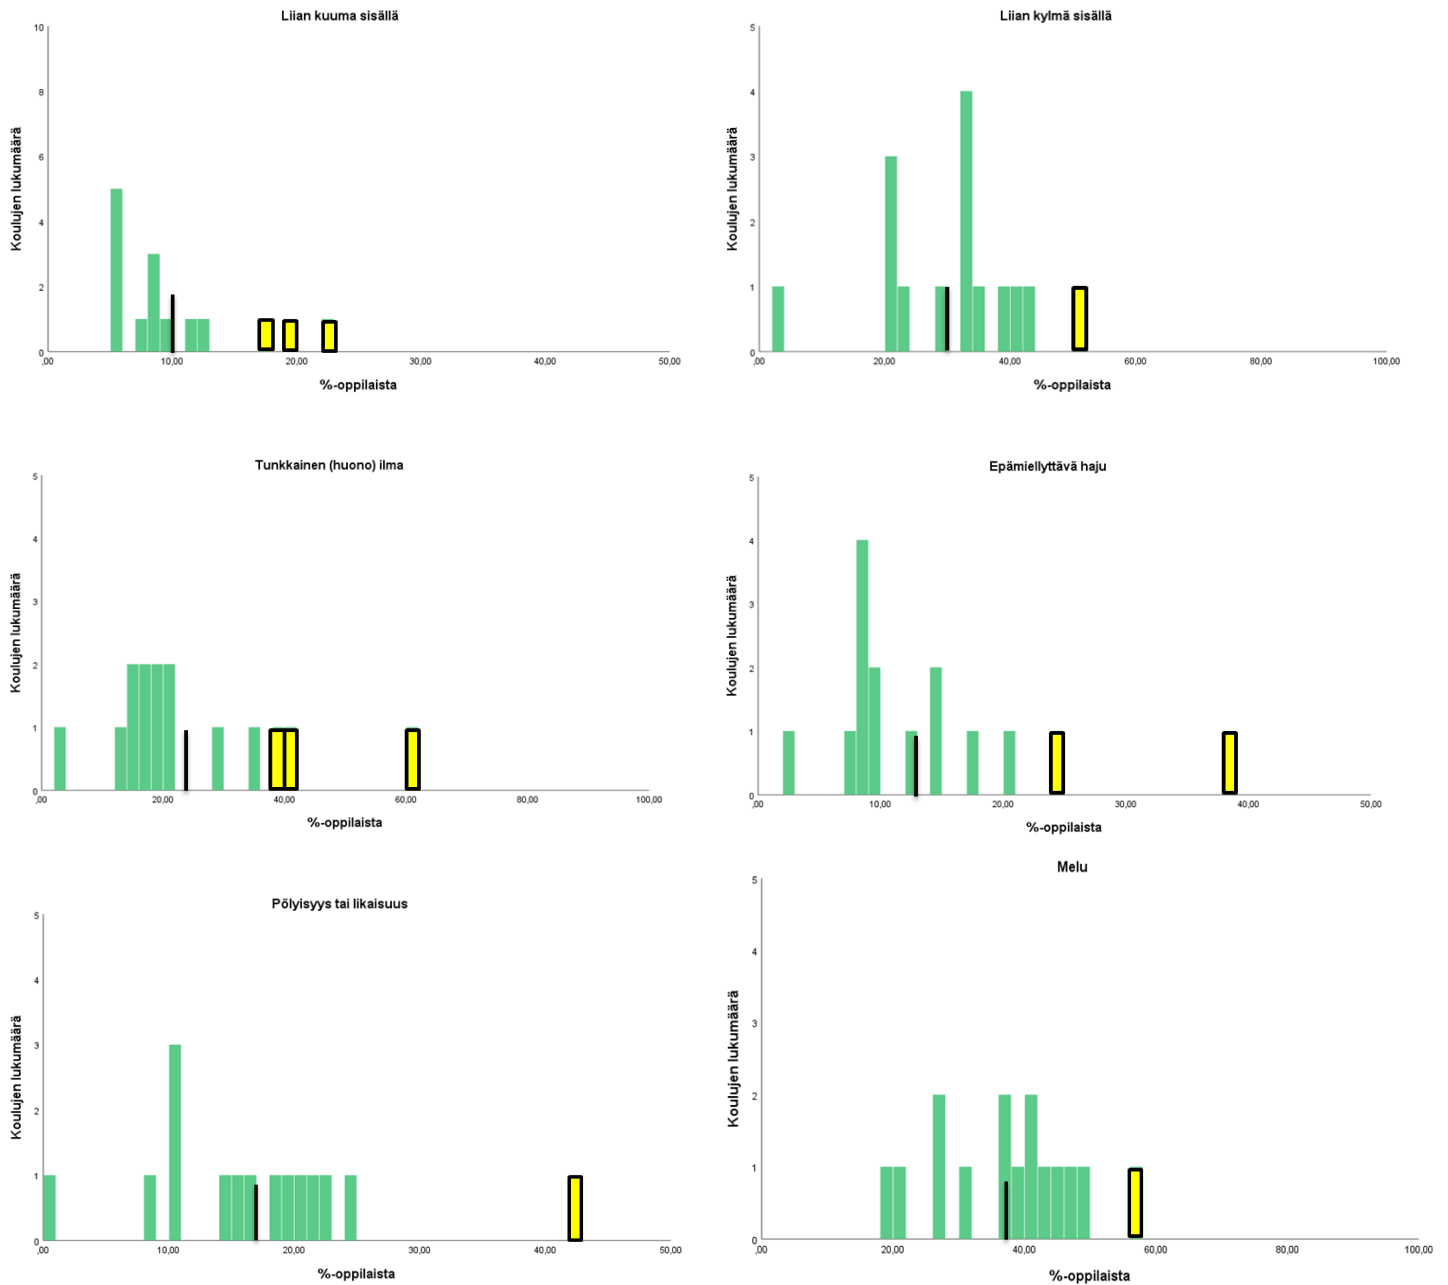 Liian kuuma sisällä
10
8
6
4
2
0
Koulujen lukumäärä
,00 10,00 20,00 30,00 40,00 50,00
%-oppilaista
Liian kylmä sisällä
5
4
3
2
1
0
Koulujen lukumäärä
,00 20,00 40,00 60,00 80,00 100,00
%-oppilaista
Tunkkainen (huono) ilma
5
4
3
2
1
0
Koulujen lukumäärä
,00 20,00 40,00 60,00 80,00 100,00
%-oppilaista
Epämiellyttävä haju
5
4
3
2
1
0
Koulujen lukumäärä
,00 10,00 20,00 30,00 40,00 50,00
%-oppilaista
Pölyisyys tai likaisuus
5
4
3
2
1
0
Koulujen lukumäärä
,00 10,00 20,00 30,00 40,00 50,00
%-oppilaista
Melu
5
4
3
2
1
0
Koulujen lukumäärä
,00 20,00 40,00 60,00 80,00 100,00
%-oppilaista